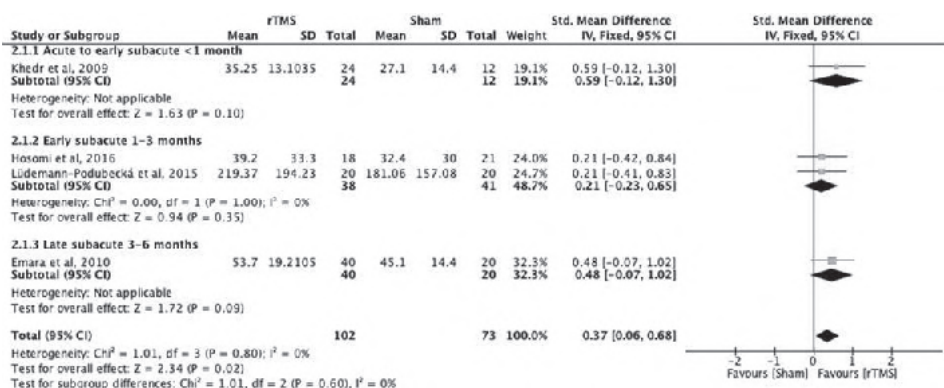 rTMS Sham Std. Mean Difference Std. Mean Difference
Study or Subgroup Mean SD Total Mean SD Total Weight IV, Fixed, 95% CI IV, Fixed, 95% CI
2.1.1 Acute to early subacute <1 month
Khedr et al, 2009 35.25 13.1035 24 27.1 14.4 12 19.1% 0.59 [-0.12, 1.30]
Subtotal (95% CI) 24 12 19.1% 0.59 [-0.12, 1.30]
Heterogeneity: Not applicable
Test for overall effect: Z = 1.63 (P = 0.10)
2.1.2 Early subacute 1-3 months
Hosomi et al, 2016 39.2 33.3 18 32.4 30 21 24.0% 0.21 [-0.42, 0.84]
Lüdemann-Podubecká et al, 2015 219.37 194.23 20 181.06 157.08 20 24.7% 0.21 [-0.41, 0.83]
Subtotal (95% CI) 38 41 48.7% 0.21 [-0.23, 0.65]
Heterogeneity: Chi² = 0.00, df = 1 (P = 1.00); I² = 0%
Test for overall effect: Z = 0.94 (P = 0.35)
2.1.3 Late subacute 3-6 months
Emara et al, 2010 53.7 19.2105 40 45.1 14.4 20 32.3% 0.48 [-0.07, 1.02]
Subtotal (95% CI) 40 20 32.3% 0.48 [-0.07, 1.02]
Heterogeneity: Not applicable
Test for overall effect: Z = 1.72 (P = 0.09)
Total (95% CI) 102 73 100.0% 0.37 [0.06, 0.68]
Heterogeneity: Chi² = 1.01, df = 3 (P = 0.80); I² = 0%
Test for overall effect: Z = 2.34 (P = 0.02)
Test for subgroup differences: Chi² = 1.01, df = 2 (P = 0.60), I² = 0%
-2 -1 0 1 2
Favours [Sham] Favours [rTMS]